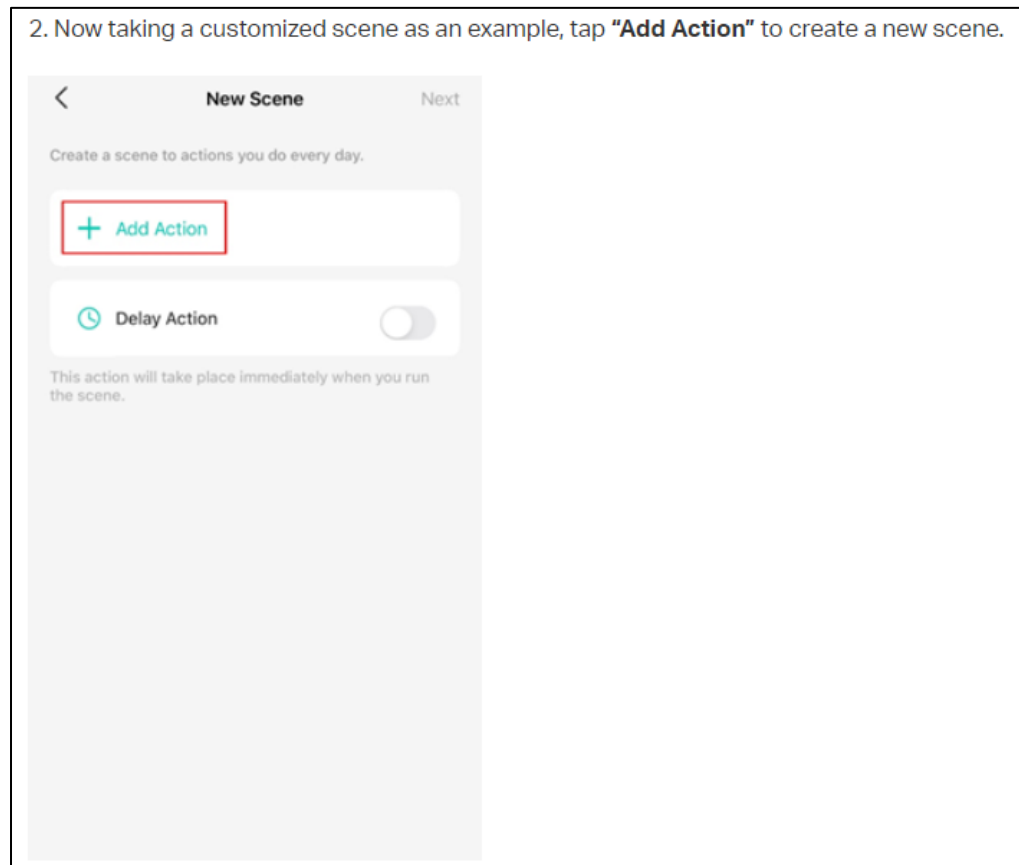 2. Now taking a customized scene as an example, tap “Add Action” to create a new scene.
New Scene
Next
Create a scene to actions you do every day.
Add Action
Delay Action
This action will take place immediately when you run
the scene.